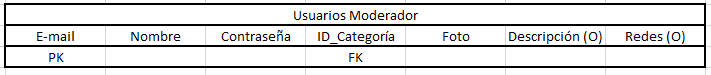 Usuarios Moderador
E-mail Nombre Contraseña ID_Categoría Foto Descripción (O) Redes (O)
PK FK